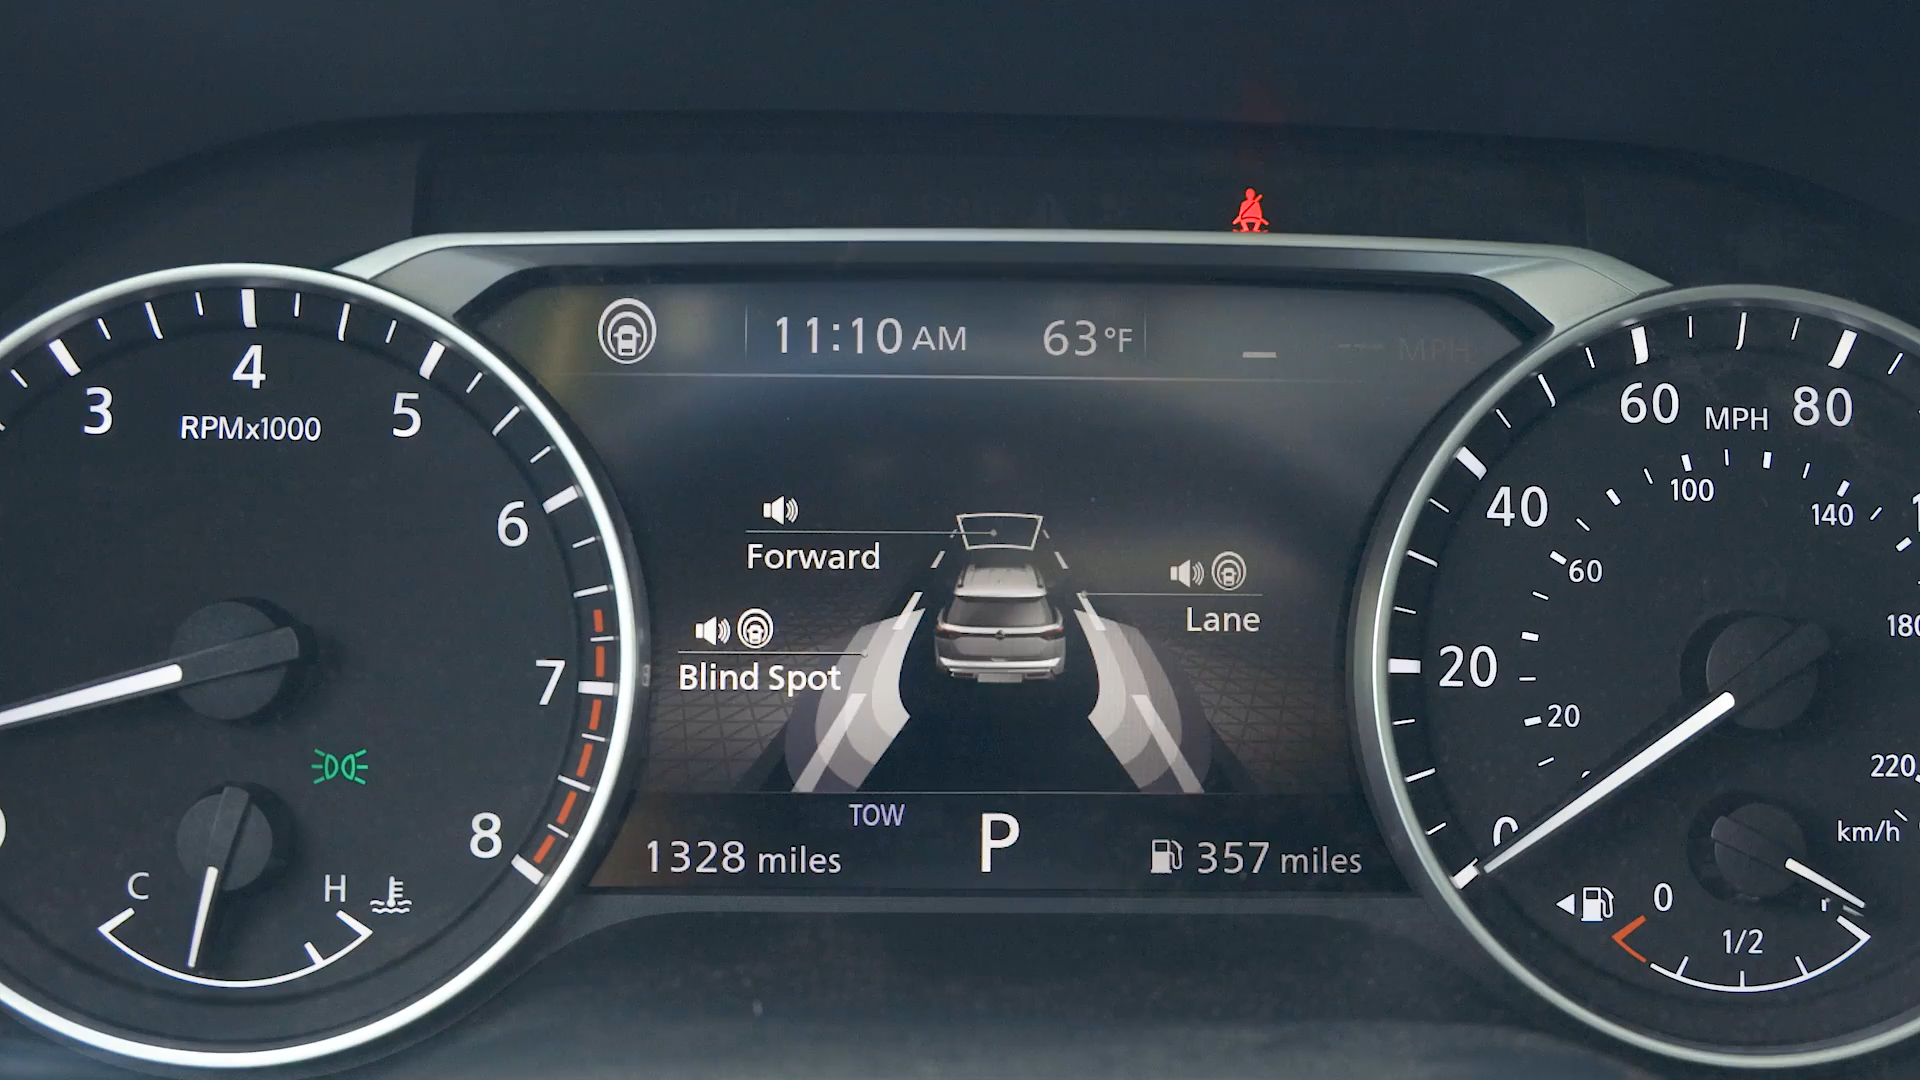 11:10 AM
63°F
MPH
3
4
5
6
7
8
RPMx1000
C
H
Forward
Blind Spot
Lane
TOW
1328 miles
P
357 miles
0
20
40
60
80
MPH
20
60
100
140
180
220
km/h
0
1/2